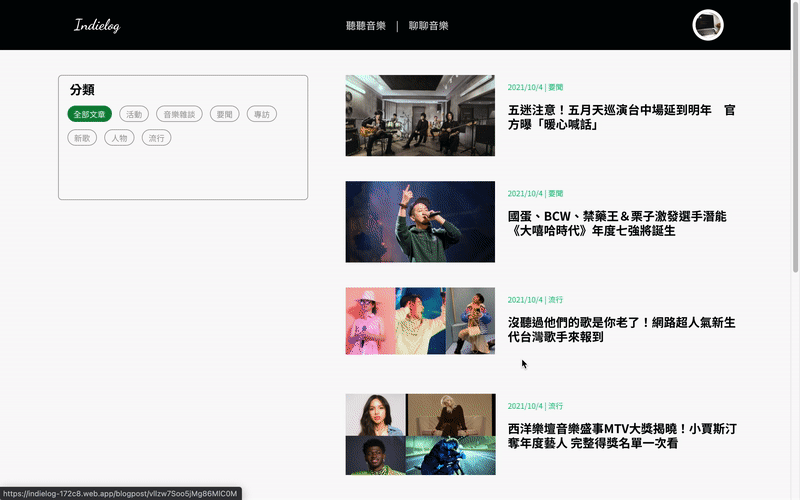 Indielog
聽聽音樂 | 聊聊音樂
分類
全部文章 活動 音樂雜談 要聞 專訪
新歌 人物 流行
2021/10/4 | 要聞
五迷注意！五月天巡演台中場延到明年 官
方曝「暖心喊話」
2021/10/4 | 要聞
國蛋、BCW、禁藥王＆栗子激發選手潛能
《大嘻哈時代》年度七強將誕生
2021/10/4 | 流行
沒聽過他們的歌是你老了！網路超人氣新生
代台灣歌手來報到
2021/10/4 | 流行
西洋樂壇音樂盛事MTV大獎揭曉！小賈斯汀
奪年度藝人 完整得獎名單一次看
https://indielog-172c8.web.app/blogpost/vIlzw7Soo5jMg86MIC0M